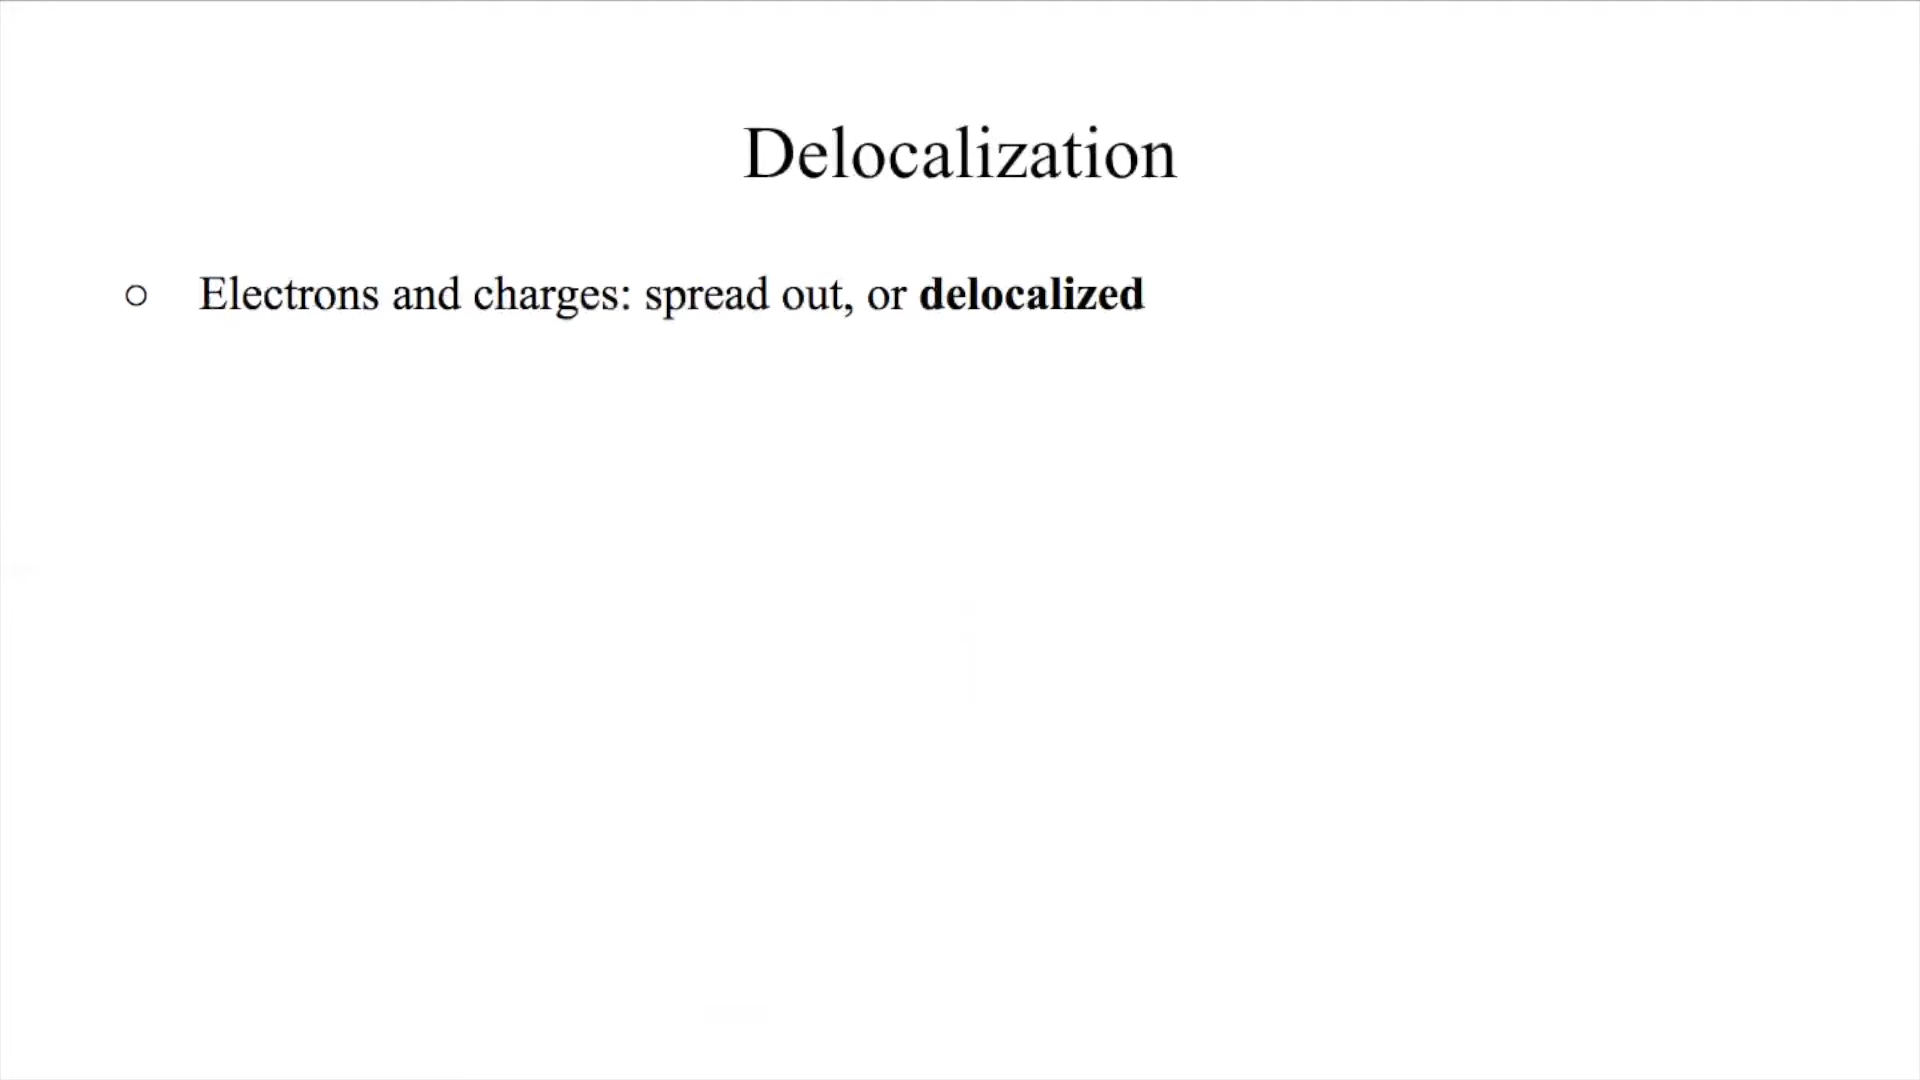 Delocalization
○ Electrons and charges: spread out, or delocalized